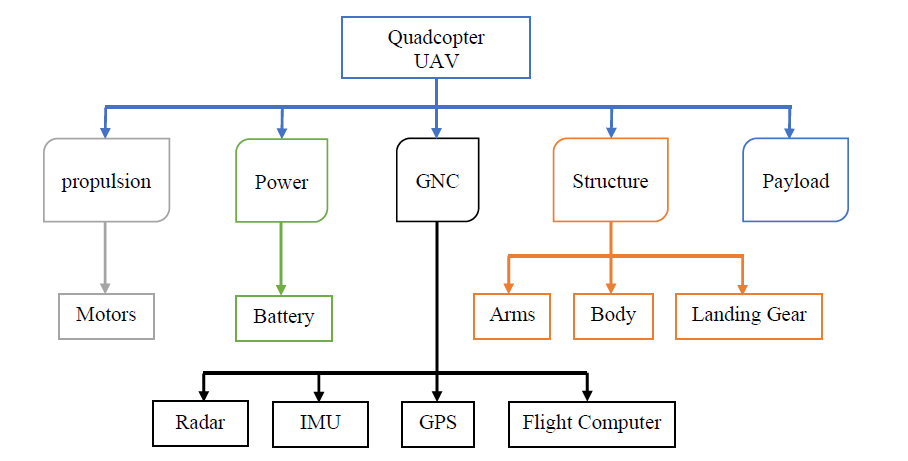 Quadcopter
UAV
propulsion
Power
GNC
Structure
Payload
Motors
Battery
Arms
Body
Landing Gear
Radar
IMU
GPS
Flight Computer